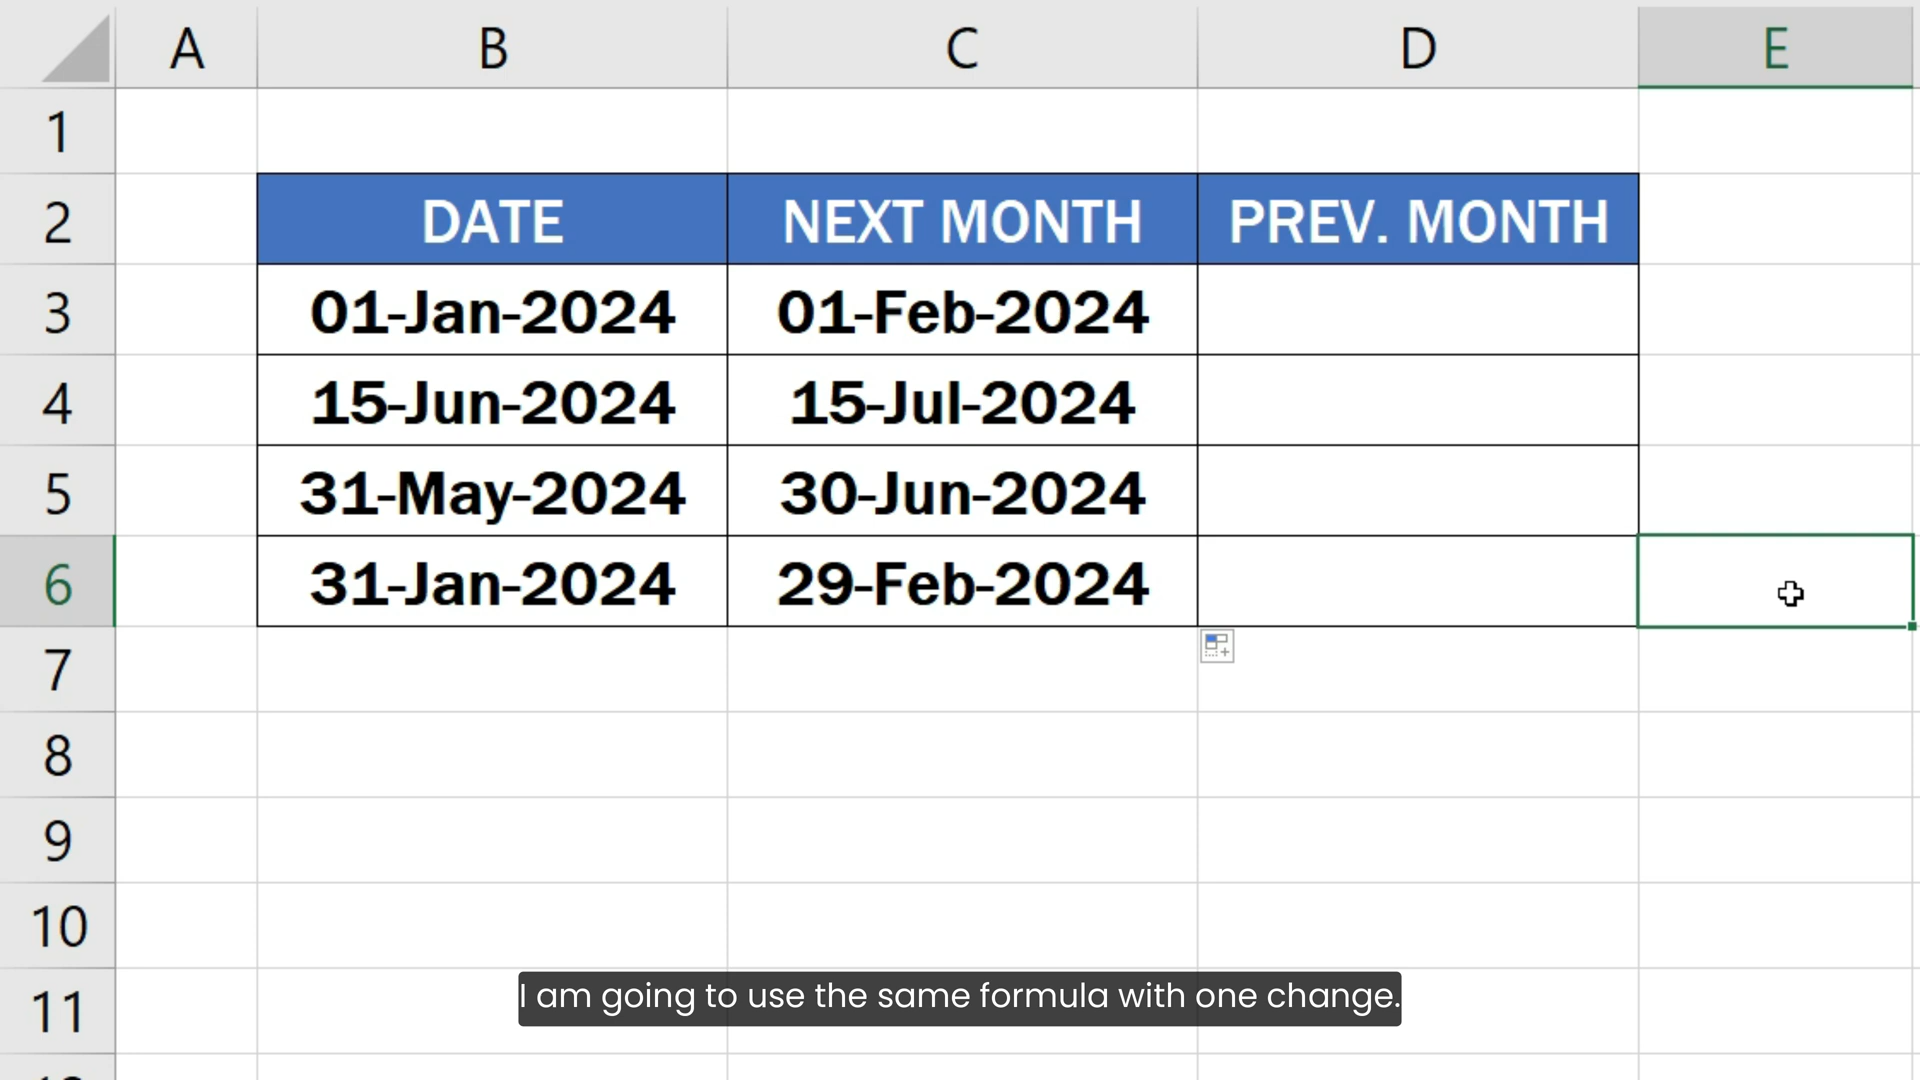 A B C D E
1
2 DATE NEXT MONTH PREV. MONTH
3 01-Jan-2024 01-Feb-2024
4 15-Jun-2024 15-Jul-2024
5 31-May-2024 30-Jun-2024
6 31-Jan-2024 29-Feb-2024
7
8
9
10
11
I am going to use the same formula with one change.